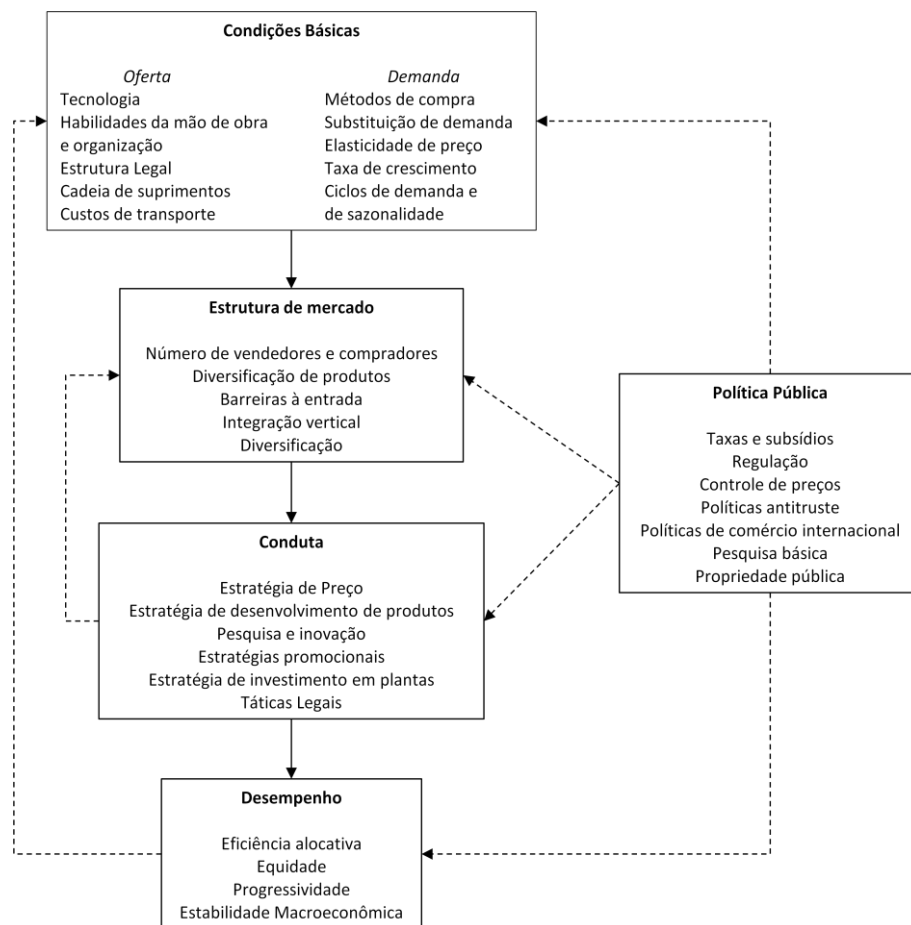 Condições Básicas
Oferta
Tecnologia
Habilidades da mão de obra
e organização
Estrutura Legal
Cadeia de suprimentos
Custos de transporte
Demanda
Métodos de compra
Substituição de demanda
Elasticidade de preço
Taxa de crescimento
Ciclos de demanda e
de sazonalidade
Estrutura de mercado
Número de vendedores e compradores
Diversificação de produtos
Barreiras à entrada
Integração vertical
Diversificação
Conduta
Estratégia de Preço
Estratégia de desenvolvimento de produtos
Pesquisa e inovação
Estratégias promocionais
Estratégia de investimento em plantas
Táticas Legais
Desempenho
Eficiência alocativa
Equidade
Progressividade
Estabilidade Macroeconômica
Política Pública
Taxas e subsídios
Regulação
Controle de preços
Políticas antitruste
Políticas de comércio internacional
Pesquisa básica
Propriedade pública